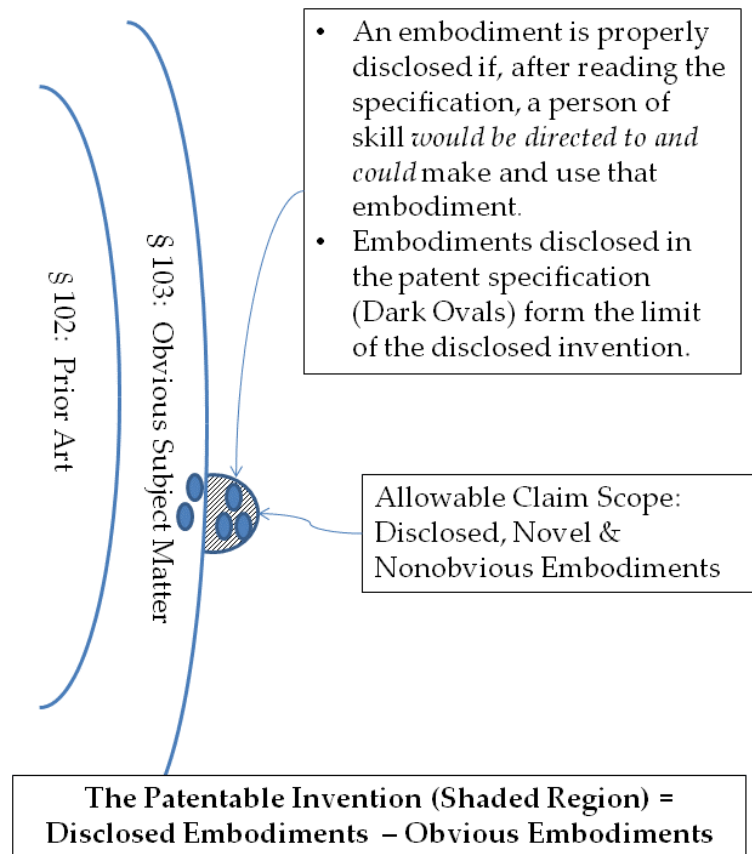 • An embodiment is properly
disclosed if, after reading the
specification, a person of
skill would be directed to and
could make and use that
embodiment.
• Embodiments disclosed in
the patent specification
(Dark Ovals) form the limit
of the disclosed invention.
§ 103: Obvious Subject Matter
§ 102: Prior Art
Allowable Claim Scope:
Disclosed, Novel &
Nonobvious Embodiments
The Patentable Invention (Shaded Region) =
Disclosed Embodiments – Obvious Embodiments